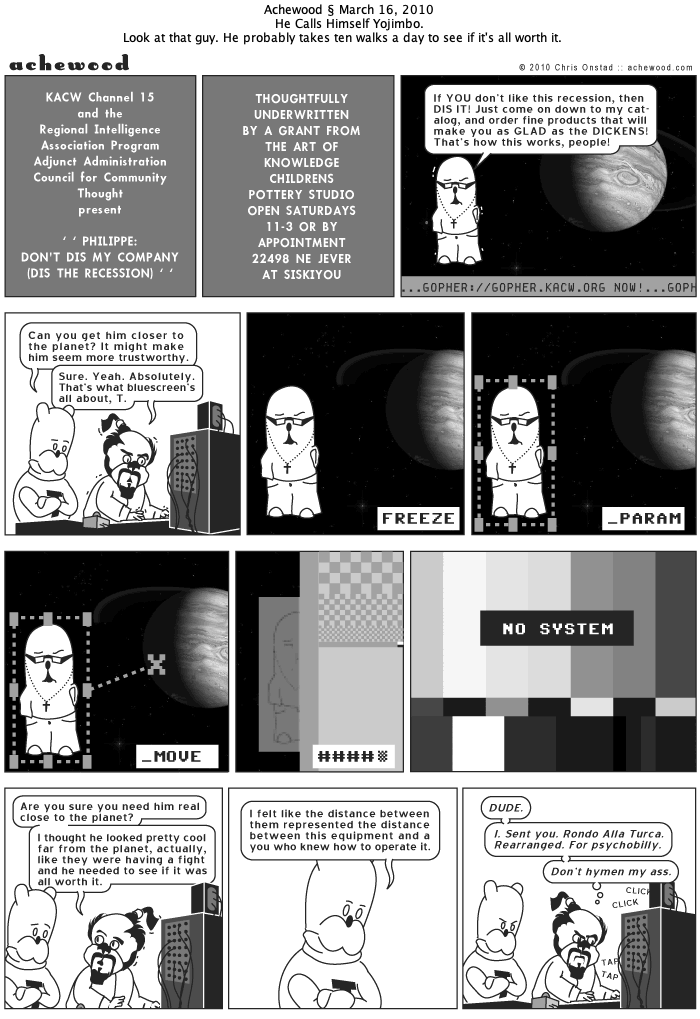 Achewood § March 16, 2010
He Calls Himself Yojimbo.
Look at that guy. He probably takes ten walks a day to see if it's all worth it.
achewood
© 2010 Chris Onstad :: achewood.com
KACW Channel 15
and the
Regional Intelligence
Association Program
Adjunct Administration
Council for Community
Thought
present
‘ ‘ PHILIPPE:
DON'T DIS MY COMPANY
(DIS THE RECESSION) ‘ ‘
THOUGHTFULLY
UNDERWRITTEN
BY A GRANT FROM
THE ART OF
KNOWLEDGE
CHILDRENS
POTTERY STUDIO
OPEN SATURDAYS
11-3 OR BY
APPOINTMENT
22498 NE JEVER
AT SISKIYOU
If YOU don't like this recession, then
DIS IT! Just come on down to my cat-
alog, and order fine products that will
make you as GLAD as the DICKENS!
That's how this works, people!
...GOPHER://GOPHER.KACW.ORG NOW!...GOPH
Can you get him closer to
the planet? It might make
him seem more trustworthy.
Sure. Yeah. Absolutely.
That's what bluescreen's
all about, T.
FREEZE
_PARAM
_MOVE
####▒
NO SYSTEM
Are you sure you need him real
close to the planet?
I thought he looked pretty cool
far from the planet, actually,
like they were having a fight
and he needed to see if it was
all worth it.
I felt like the distance between
them represented the distance
between this equipment and a
you who knew how to operate it.
DUDE.
I. Sent you. Rondo Alla Turca.
Rearranged. For psychobilly.
Don't hymen my ass.
CLICK
CLICK
TAP
TAP